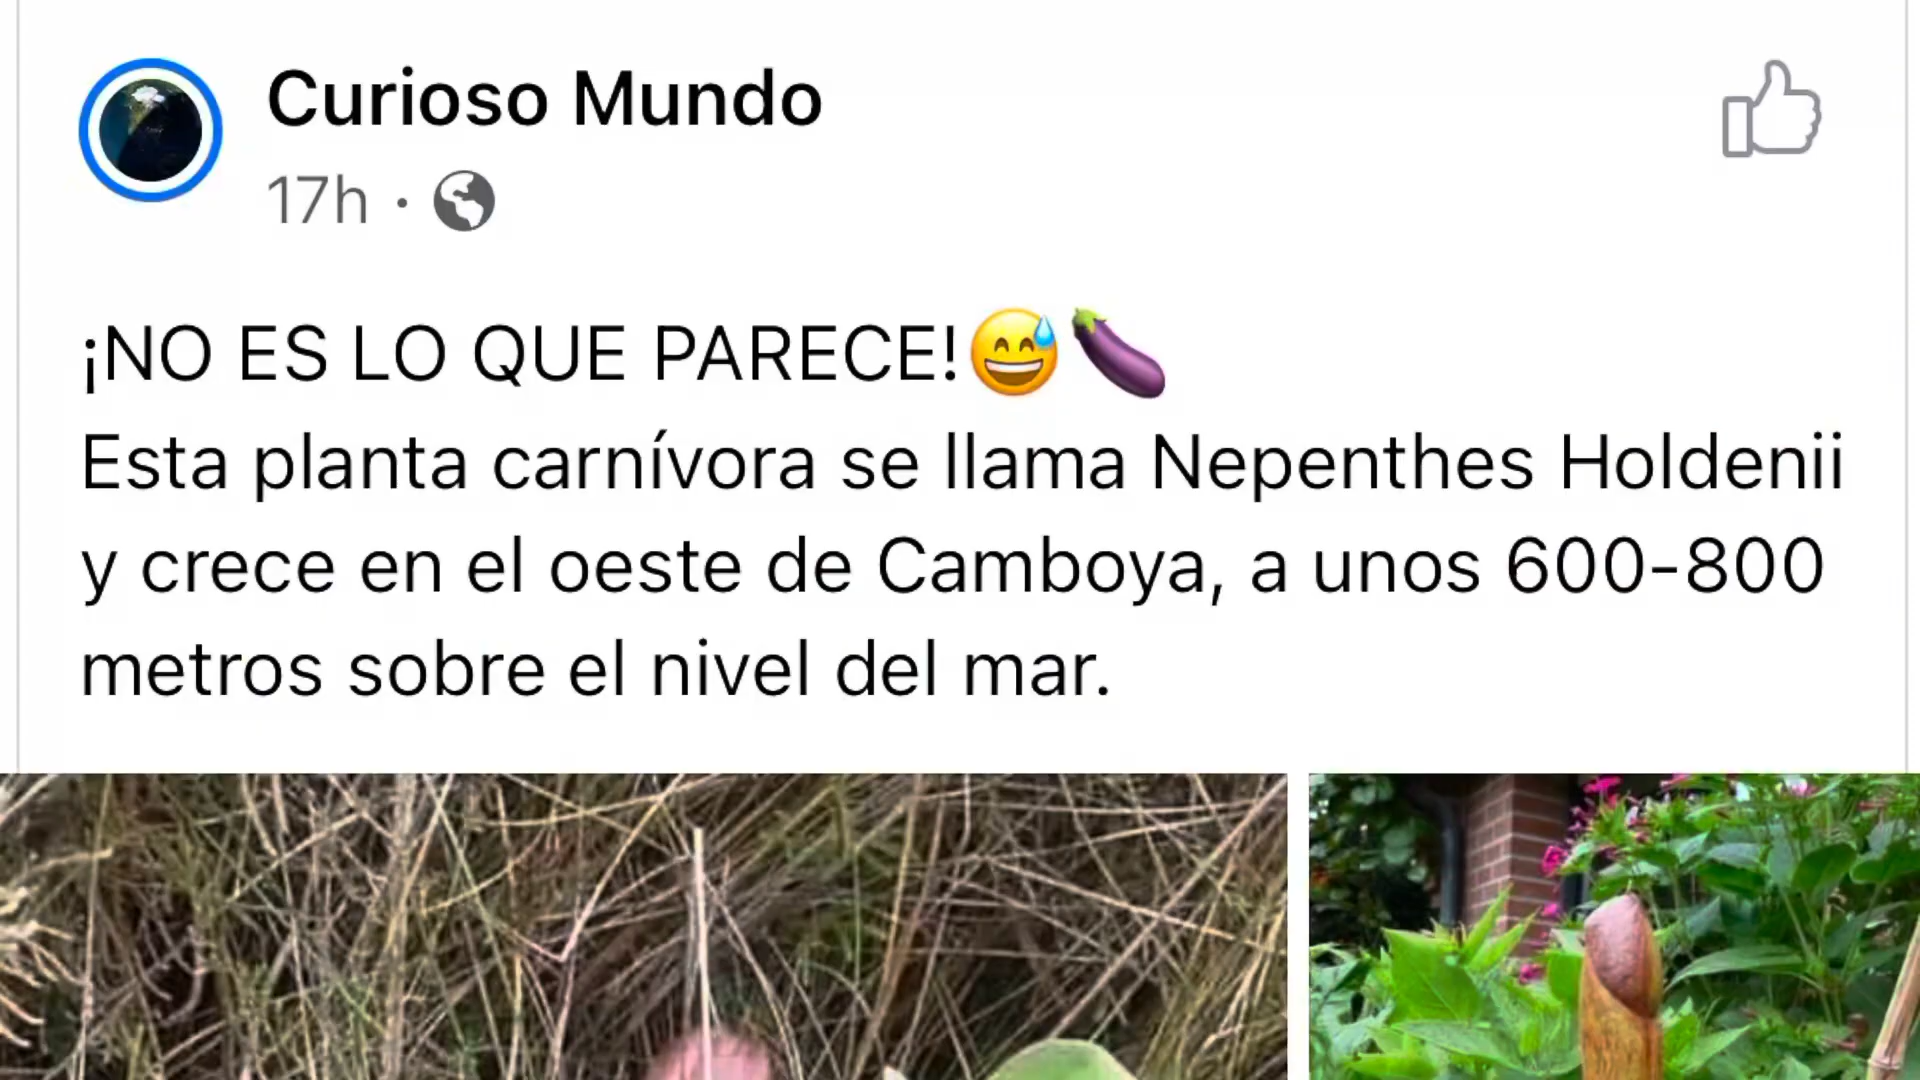 Curioso Mundo
17h ·
¡NO ES LO QUE PARECE!😅🍆
Esta planta carnívora se llama Nepenthes Holdenii
y crece en el oeste de Camboya, a unos 600-800
metros sobre el nivel del mar.